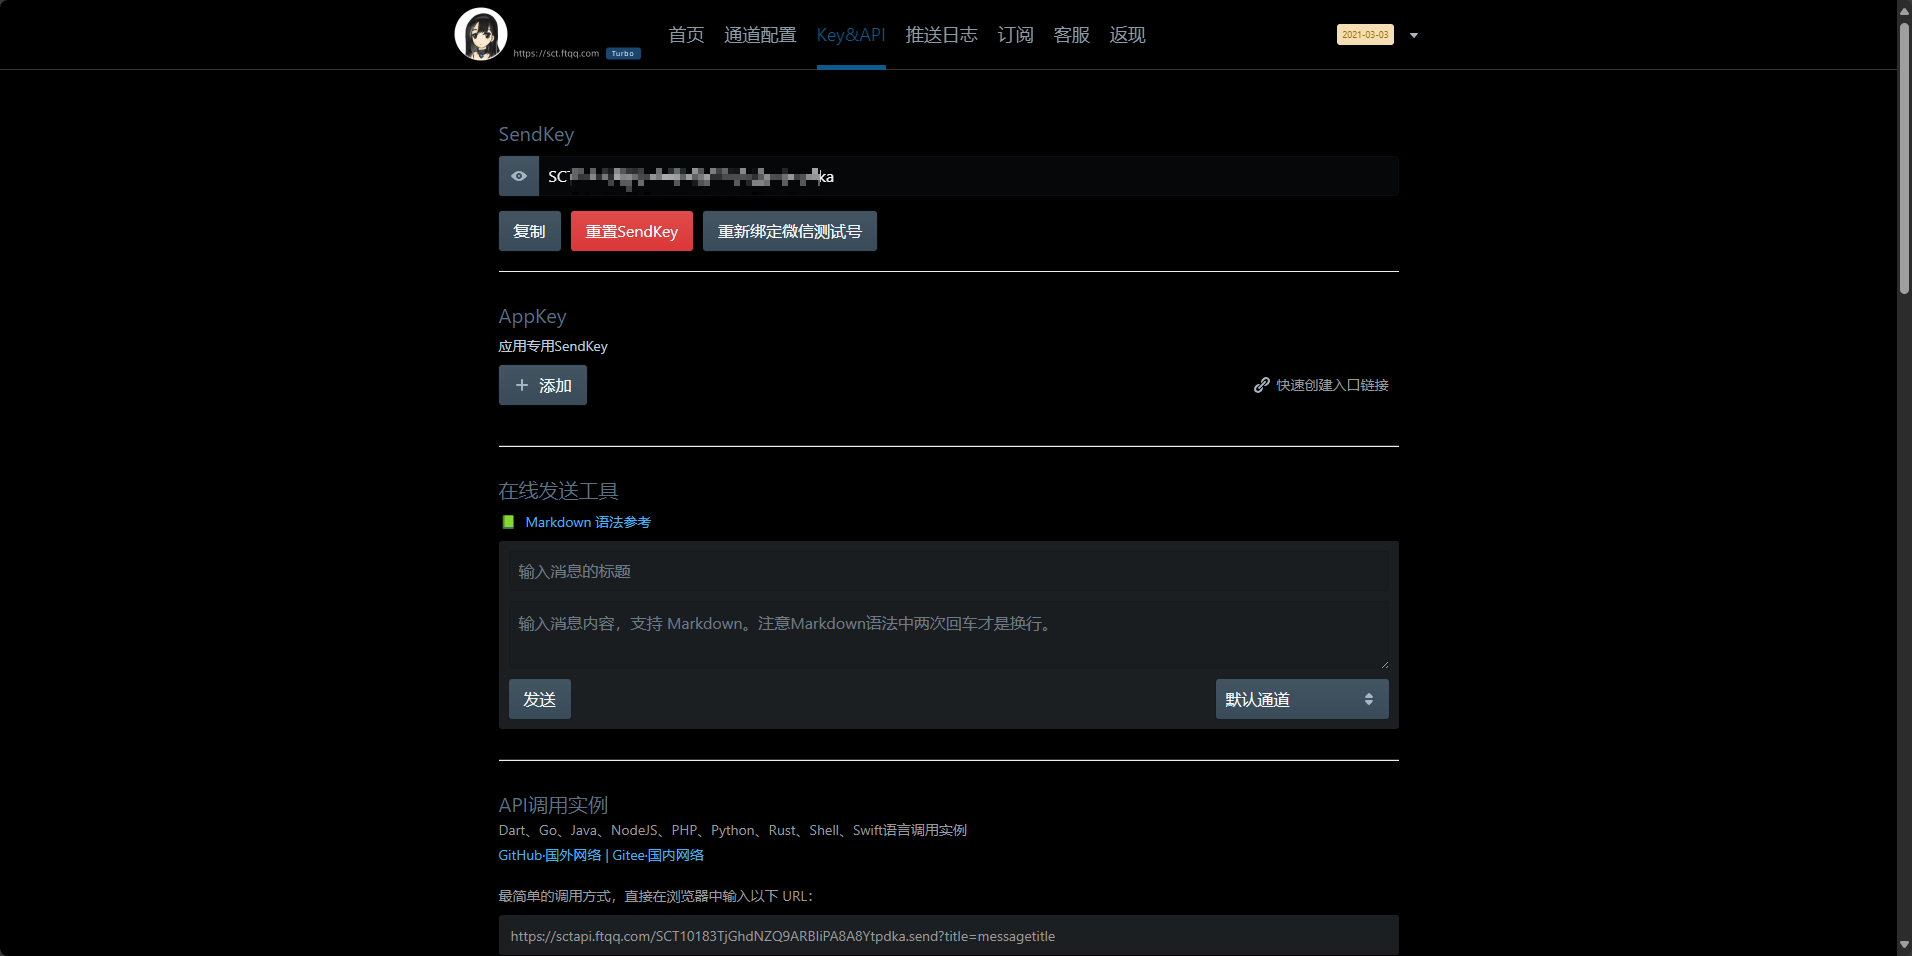 https://sct.ftqq.com Turbo 首页 通道配置 Key&API 推送日志 订阅 客服 返现 2021-03-03
SendKey
复制 重置SendKey 重新绑定微信测试号
AppKey
应用专用SendKey
添加 快速创建入口链接
在线发送工具
Markdown 语法参考
输入消息的标题
输入消息内容，支持 Markdown。注意Markdown语法中两次回车才是换行。
发送 默认通道
API调用实例
Dart、Go、Java、NodeJS、PHP、Python、Rust、Shell、Swift语言调用实例
GitHub·国外网络 | Gitee·国内网络
最简单的调用方式，直接在浏览器中输入以下 URL：
https://sctapi.ftqq.com/SCT10183TjGhdNZQ9ARBIiPA8A8Ytpdka.send?title=messagetitle